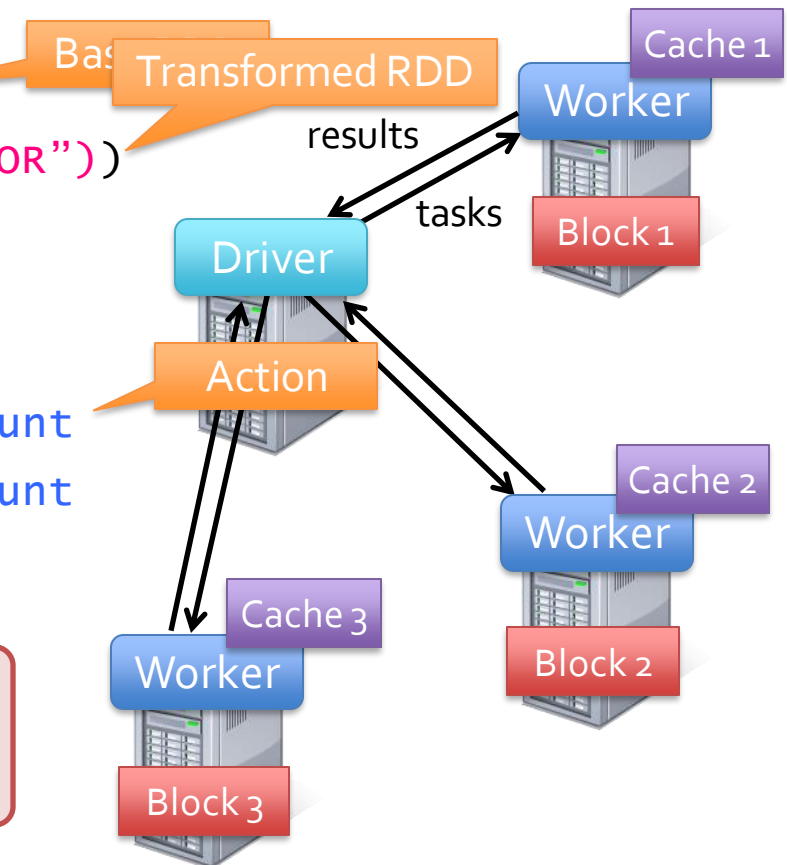 Bas
Transformed RDD
Cache 1
Worker
OR”))
results
tasks
Block 1
Driver
Action
unt
unt
Cache 2
Worker
Cache 3
Worker
Block 2
Block 3